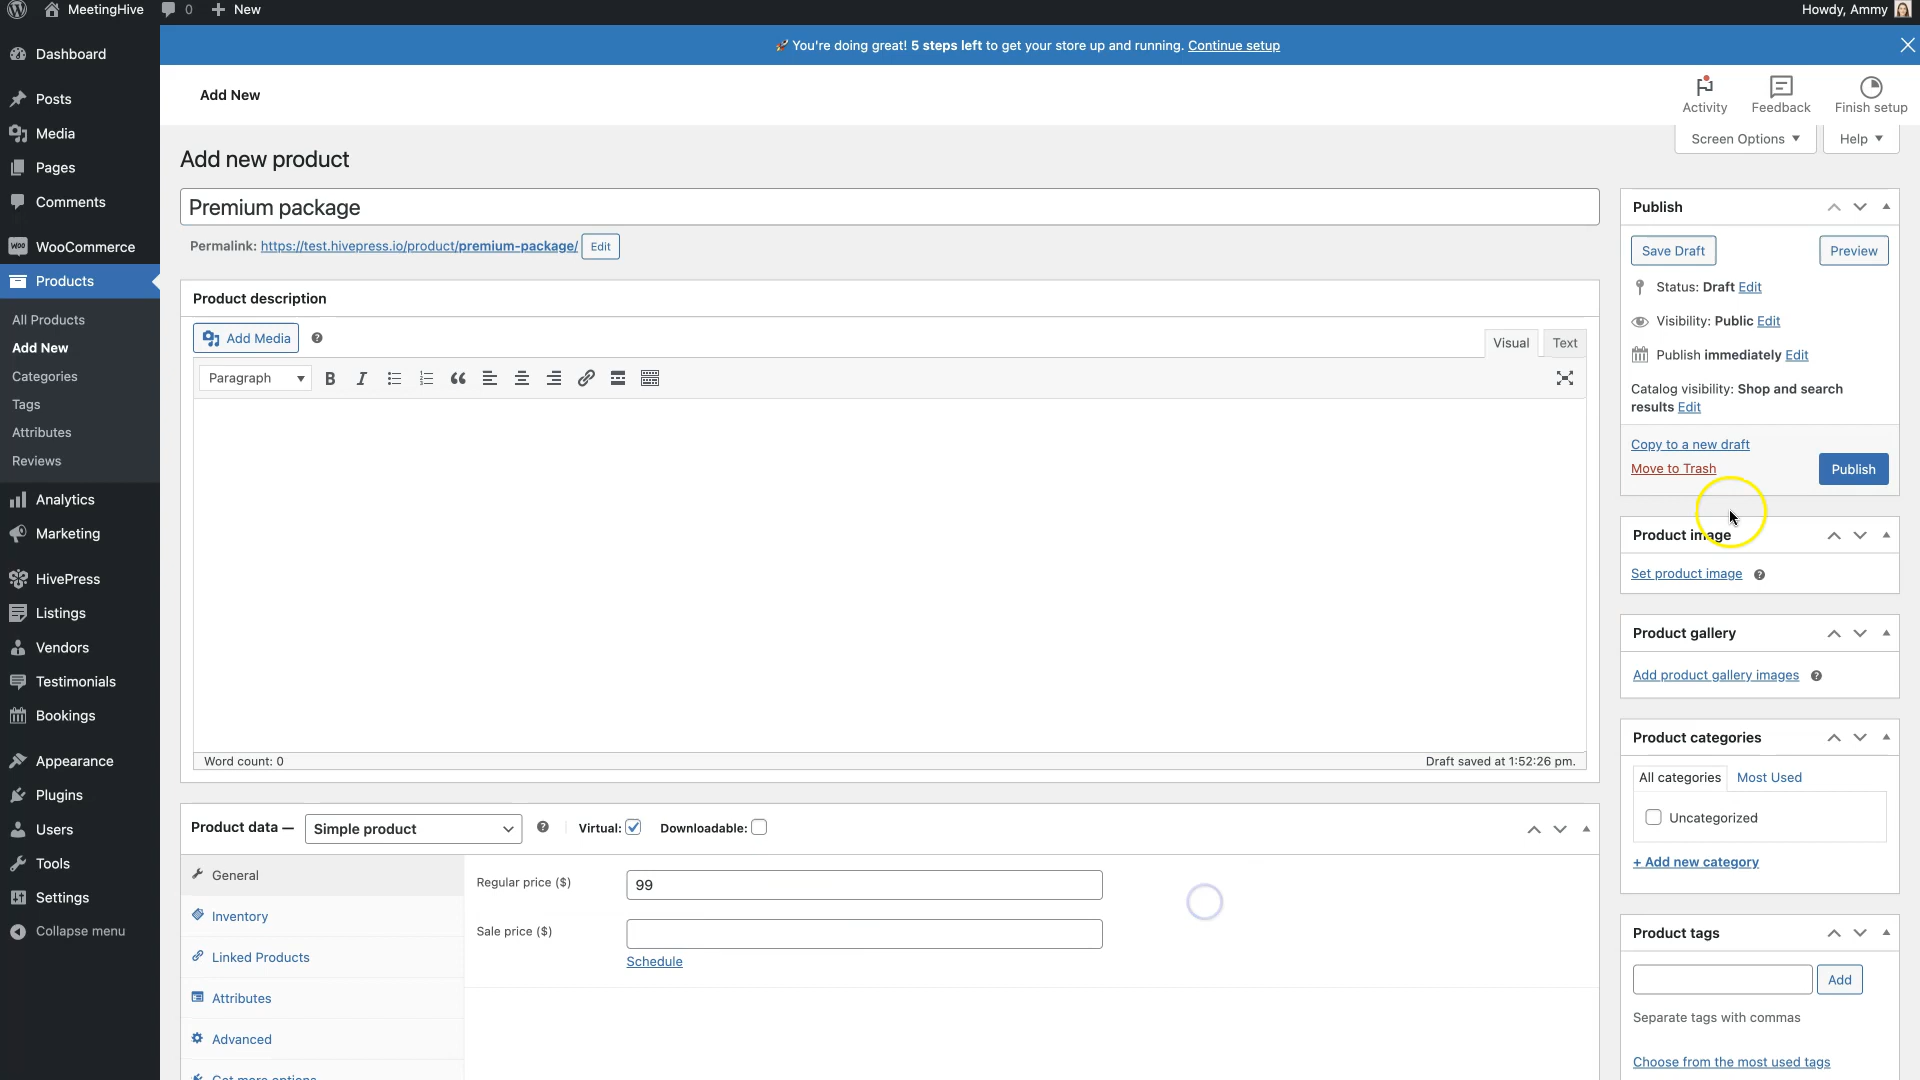 MeetingHive 0 New Howdy, Ammy
🚀 You're doing great! 5 steps left to get your store up and running. Continue setup
Dashboard
Posts
Media
Pages
Comments
WooCommerce
Products
All Products
Add New
Categories
Tags
Attributes
Reviews
Analytics
Marketing
HivePress
Listings
Vendors
Testimonials
Bookings
Appearance
Plugins
Users
Tools
Settings
Collapse menu
Add New
Activity Feedback Finish setup
Screen Options Help
Add new product
Premium package
Permalink: https://test.hivepress.io/product/premium-package/ Edit
Product description
Add Media
Visual Text
Paragraph
Word count: 0 Draft saved at 1:52:26 pm.
Product data — Simple product Virtual: Downloadable:
General
Inventory
Linked Products
Attributes
Advanced
Get more options
Regular price ($) 99
Sale price ($)
Schedule
Publish
Save Draft Preview
Status: Draft Edit
Visibility: Public Edit
Publish immediately Edit
Catalog visibility: Shop and search
results Edit
Copy to a new draft
Move to Trash Publish
Product image
Set product image
Product gallery
Add product gallery images
Product categories
All categories Most Used
Uncategorized
+ Add new category
Product tags
Add
Separate tags with commas
Choose from the most used tags